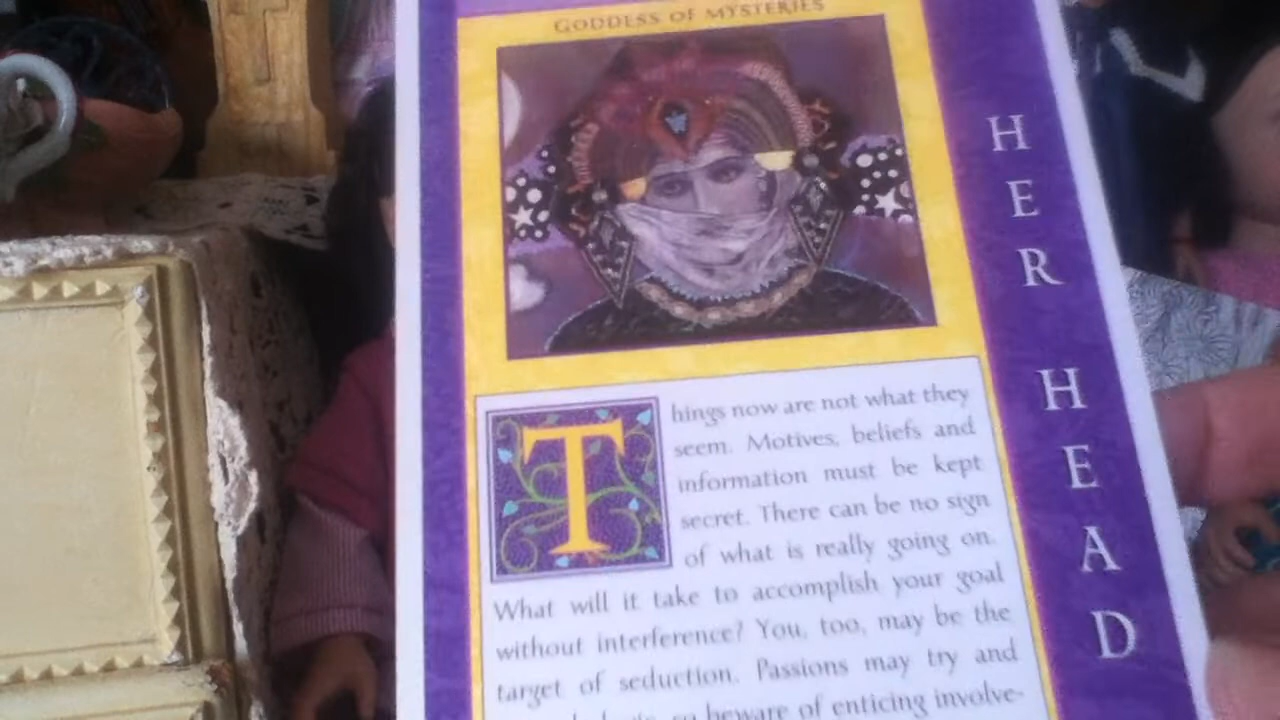 GODDESS OF MYSTERIES
HER HEAD
Things now are not what they
seem. Motives, beliefs and
information must be kept
secret. There can be no sign
of what is really going on.
What will it take to accomplish your goal
without interference? You, too, may be the
target of seduction. Passions may try and
beware of enticing involve-